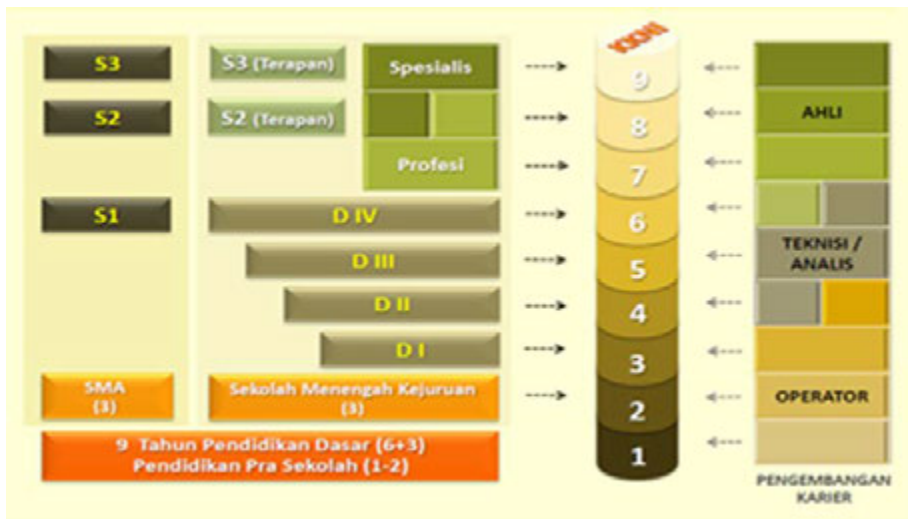 KKNI
S3
S3 (Terapan)
Spesialis
9
S2
S2 (Terapan)
8
AHLI
Profesi
7
S1
D IV
6
D III
5
TEKNISI /
ANALIS
D II
4
D I
3
SMA
(3)
Sekolah Menengah Kejuruan
(3)
2
OPERATOR
9 Tahun Pendidikan Dasar (6+3)
Pendidikan Pra Sekolah (1-2)
1
PENGEMBANGAN
KARIER